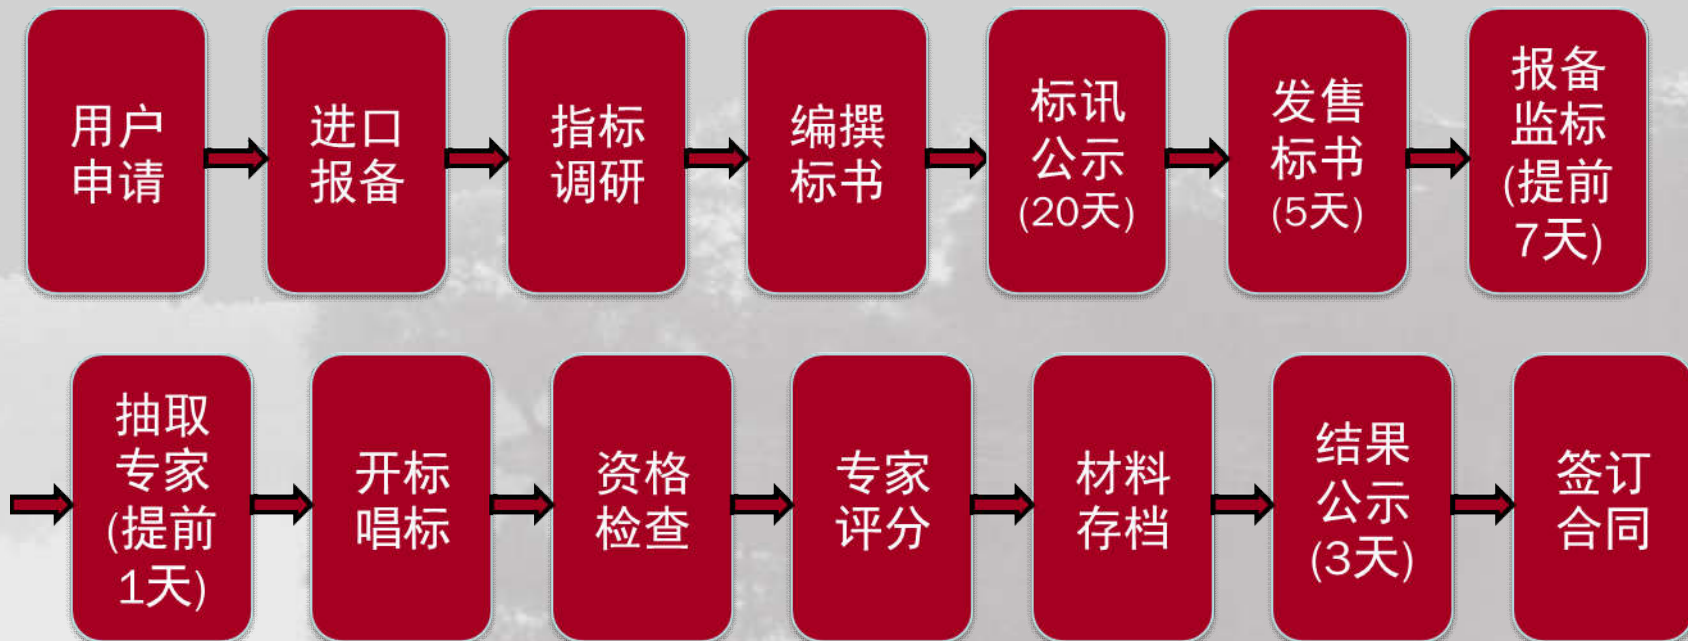 用户
申请
进口
报备
指标
调研
编撰
标书
标讯
公示
(20天)
发售
标书
(5天)
报备
监标
(提前
7天)
抽取
专家
(提前
1天)
开标
唱标
资格
检查
专家
评分
材料
存档
结果
公示
(3天)
签订
合同